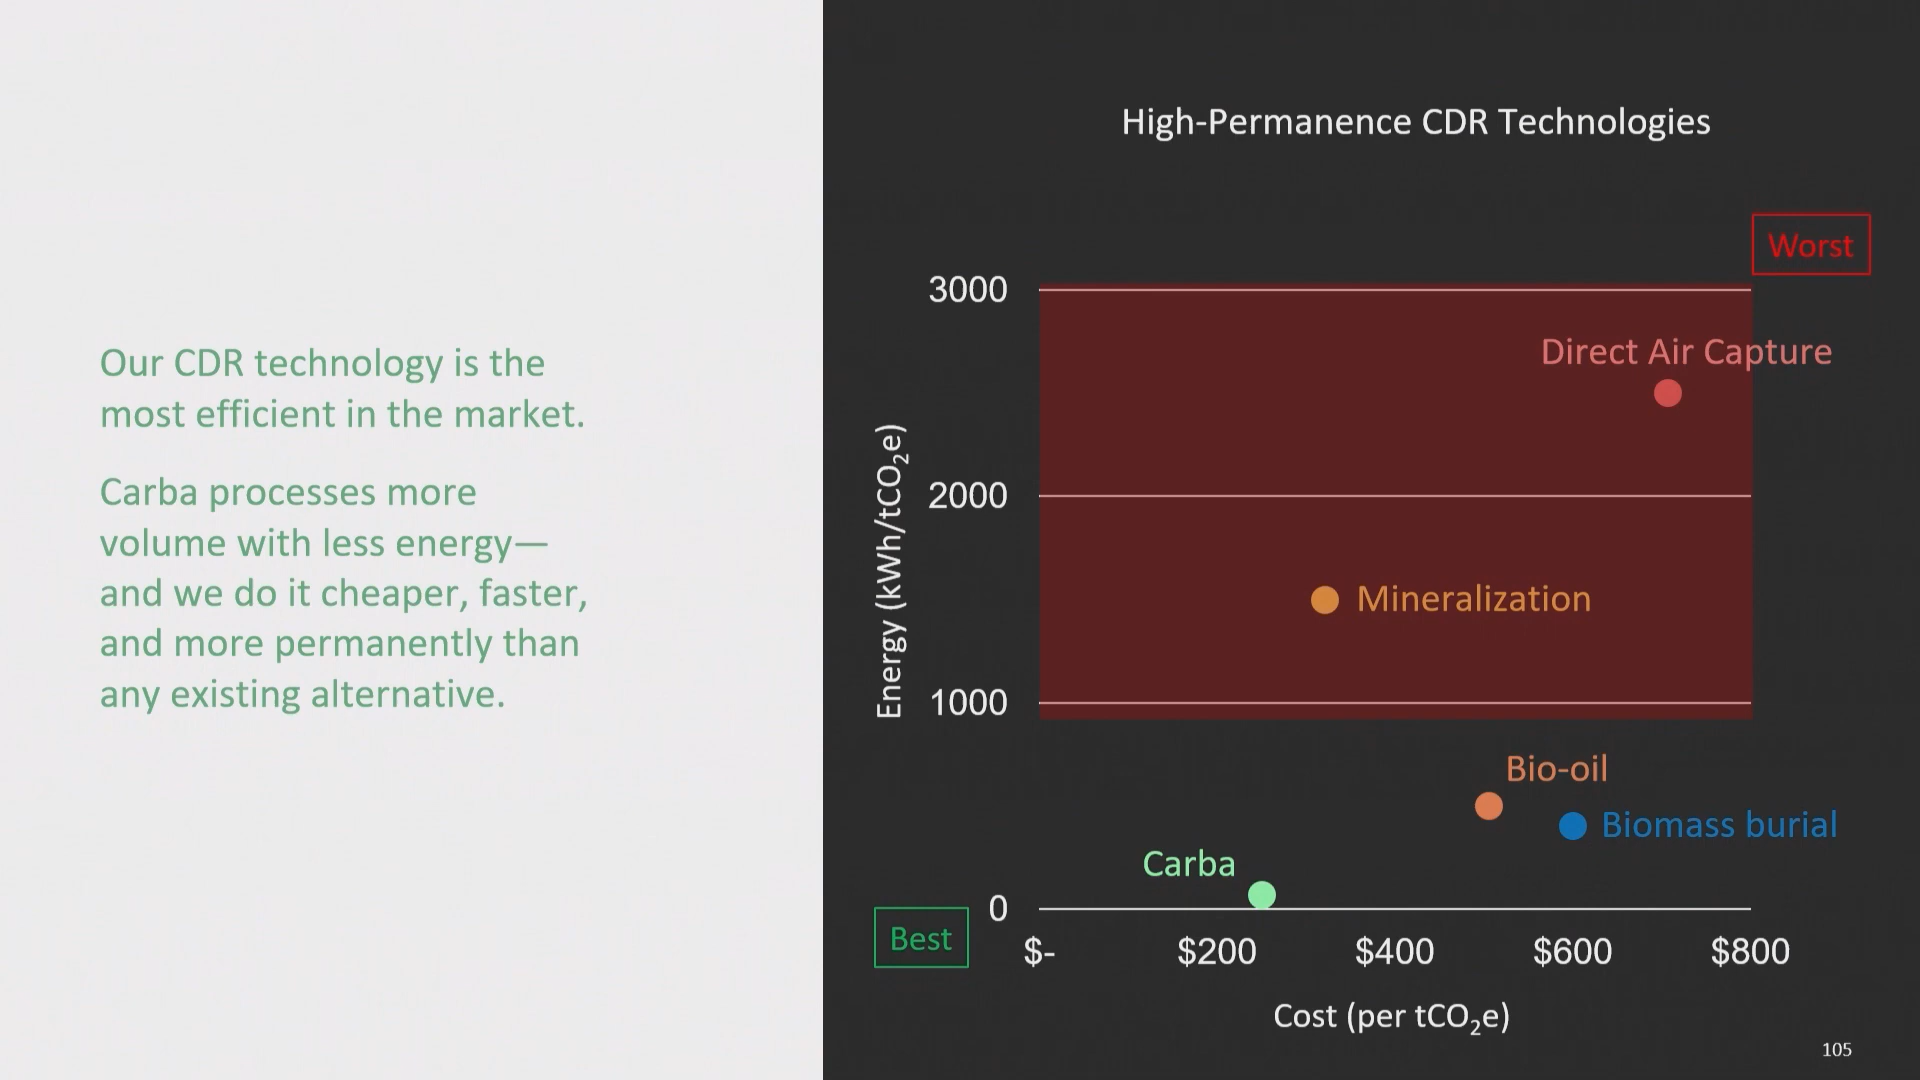 Our CDR technology is the
most efficient in the market.
Carba processes more
volume with less energy—
and we do it cheaper, faster,
and more permanently than
any existing alternative.
High-Permanence CDR Technologies
Worst
3000
Direct Air Capture
2000
Energy (kWh/tCO₂e)
Mineralization
1000
Bio-oil
Biomass burial
Carba
0
Best
$-
$200
$400
$600
$800
Cost (per tCO₂e)
105